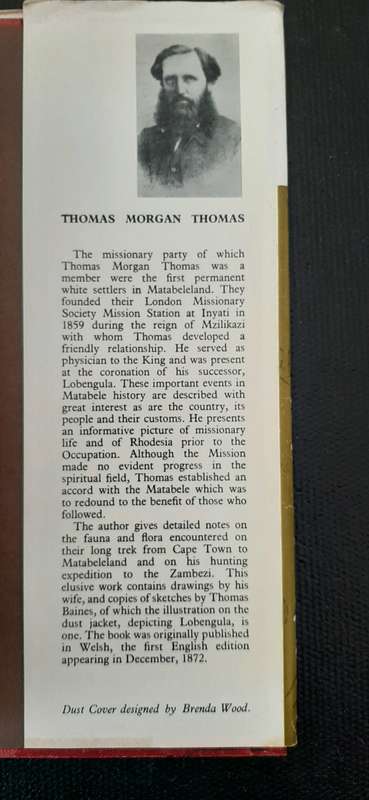 THOMAS MORGAN THOMAS
The missionary party of which
Thomas Morgan Thomas was a
member were the first permanent
white settlers in Matabeleland. They
founded their London Missionary
Society Mission Station at Inyati in
1859 during the reign of Mzilikazi
with whom Thomas developed a
friendly relationship. He served as
physician to the King and was present
at the coronation of his successor,
Lobengula. These important events in
Matabele history are described with
great interest as are the country, its
people and their customs. He presents
an informative picture of missionary
life and of Rhodesia prior to the
Occupation. Although the Mission
made no evident progress in the
spiritual field, Thomas established an
accord with the Matabele which was
to redound to the benefit of those who
followed.
The author gives detailed notes on
the fauna and flora encountered on
their long trek from Cape Town to
Matabeleland and on his hunting
expedition to the Zambezi. This
elusive work contains drawings by his
wife, and copies of sketches by Thomas
Baines, of which the illustration on the
dust jacket, depicting Lobengula, is
one. The book was originally published
in Welsh, the first English edition
appearing in December, 1872.
Dust Cover designed by Brenda Wood.